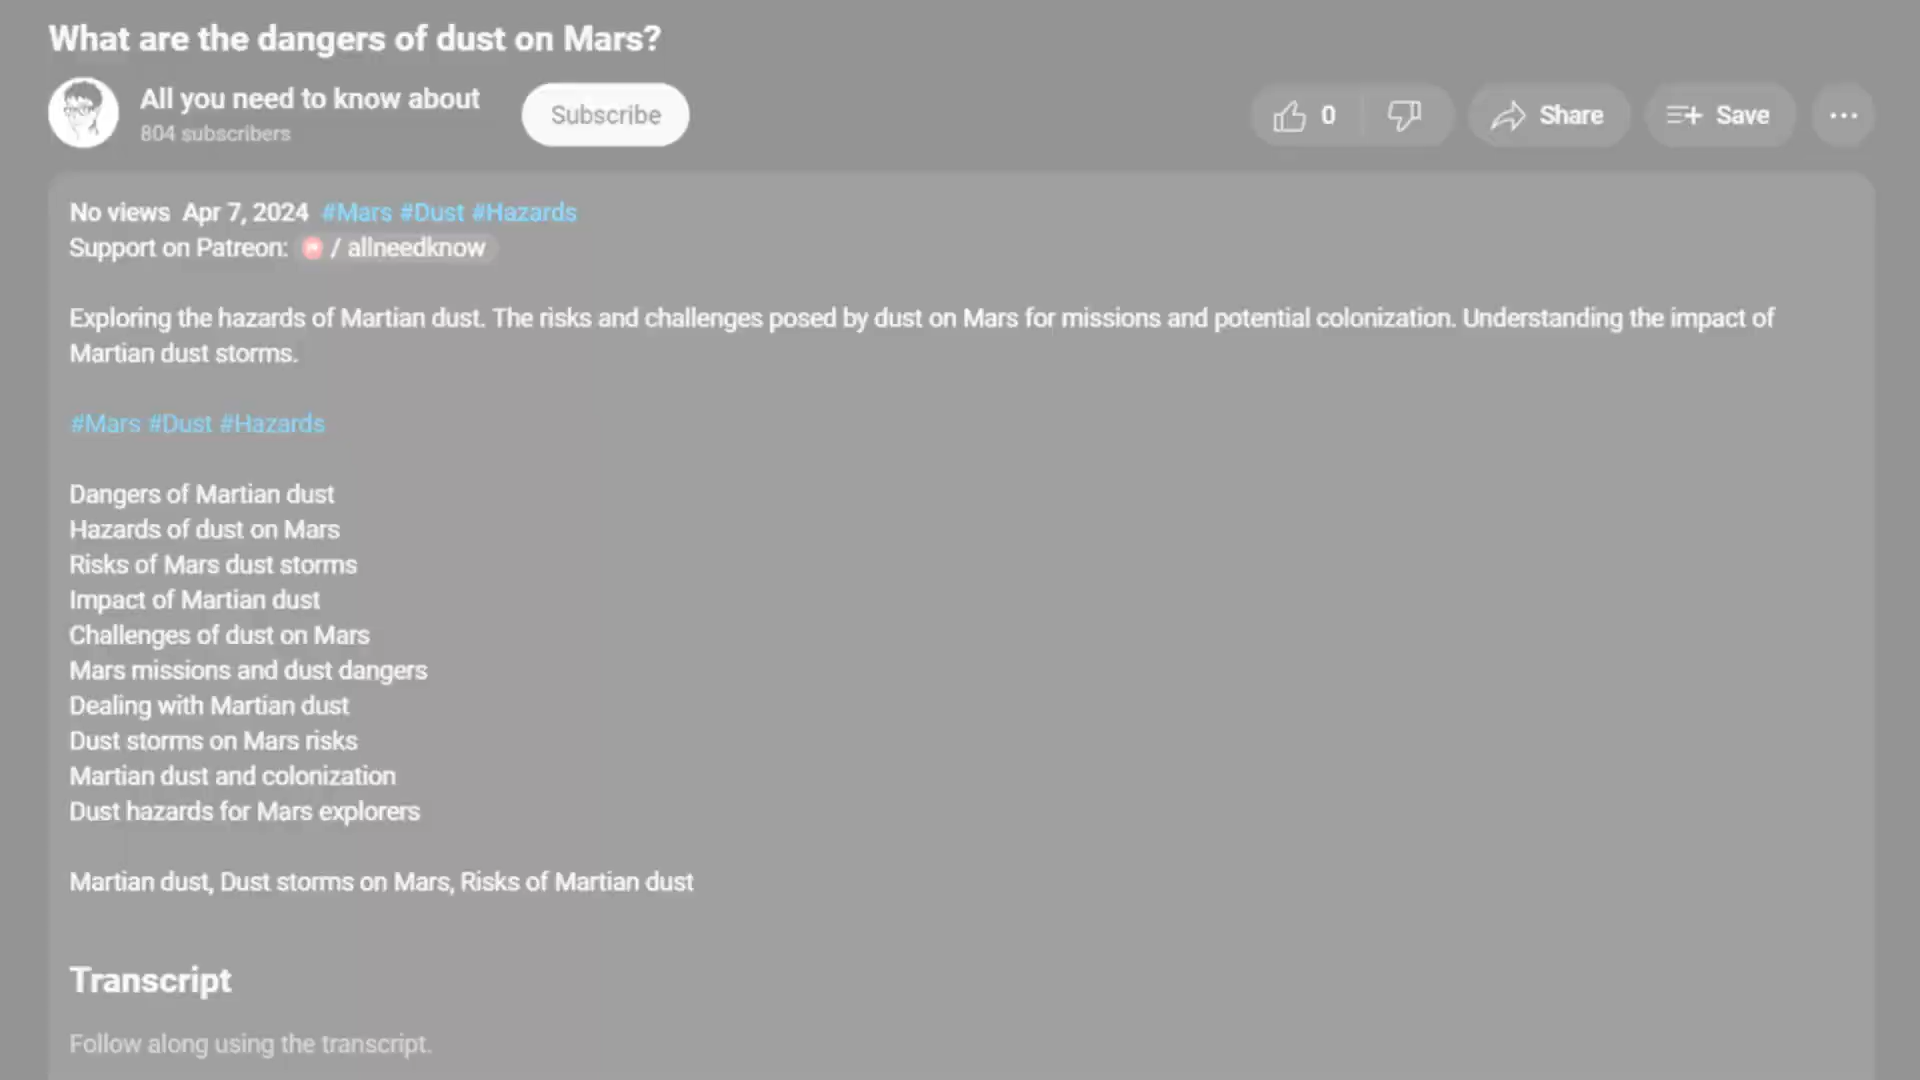 What are the dangers of dust on Mars?
All you need to know about
804 subscribers
Subscribe
0
Share
Save
No views Apr 7, 2024 #Mars #Dust #Hazards
Support on Patreon: / allneedknow
Exploring the hazards of Martian dust. The risks and challenges posed by dust on Mars for missions and potential colonization. Understanding the impact of
Martian dust storms.
#Mars #Dust #Hazards
Dangers of Martian dust
Hazards of dust on Mars
Risks of Mars dust storms
Impact of Martian dust
Challenges of dust on Mars
Mars missions and dust dangers
Dealing with Martian dust
Dust storms on Mars risks
Martian dust and colonization
Dust hazards for Mars explorers
Martian dust, Dust storms on Mars, Risks of Martian dust
Transcript
Follow along using the transcript.